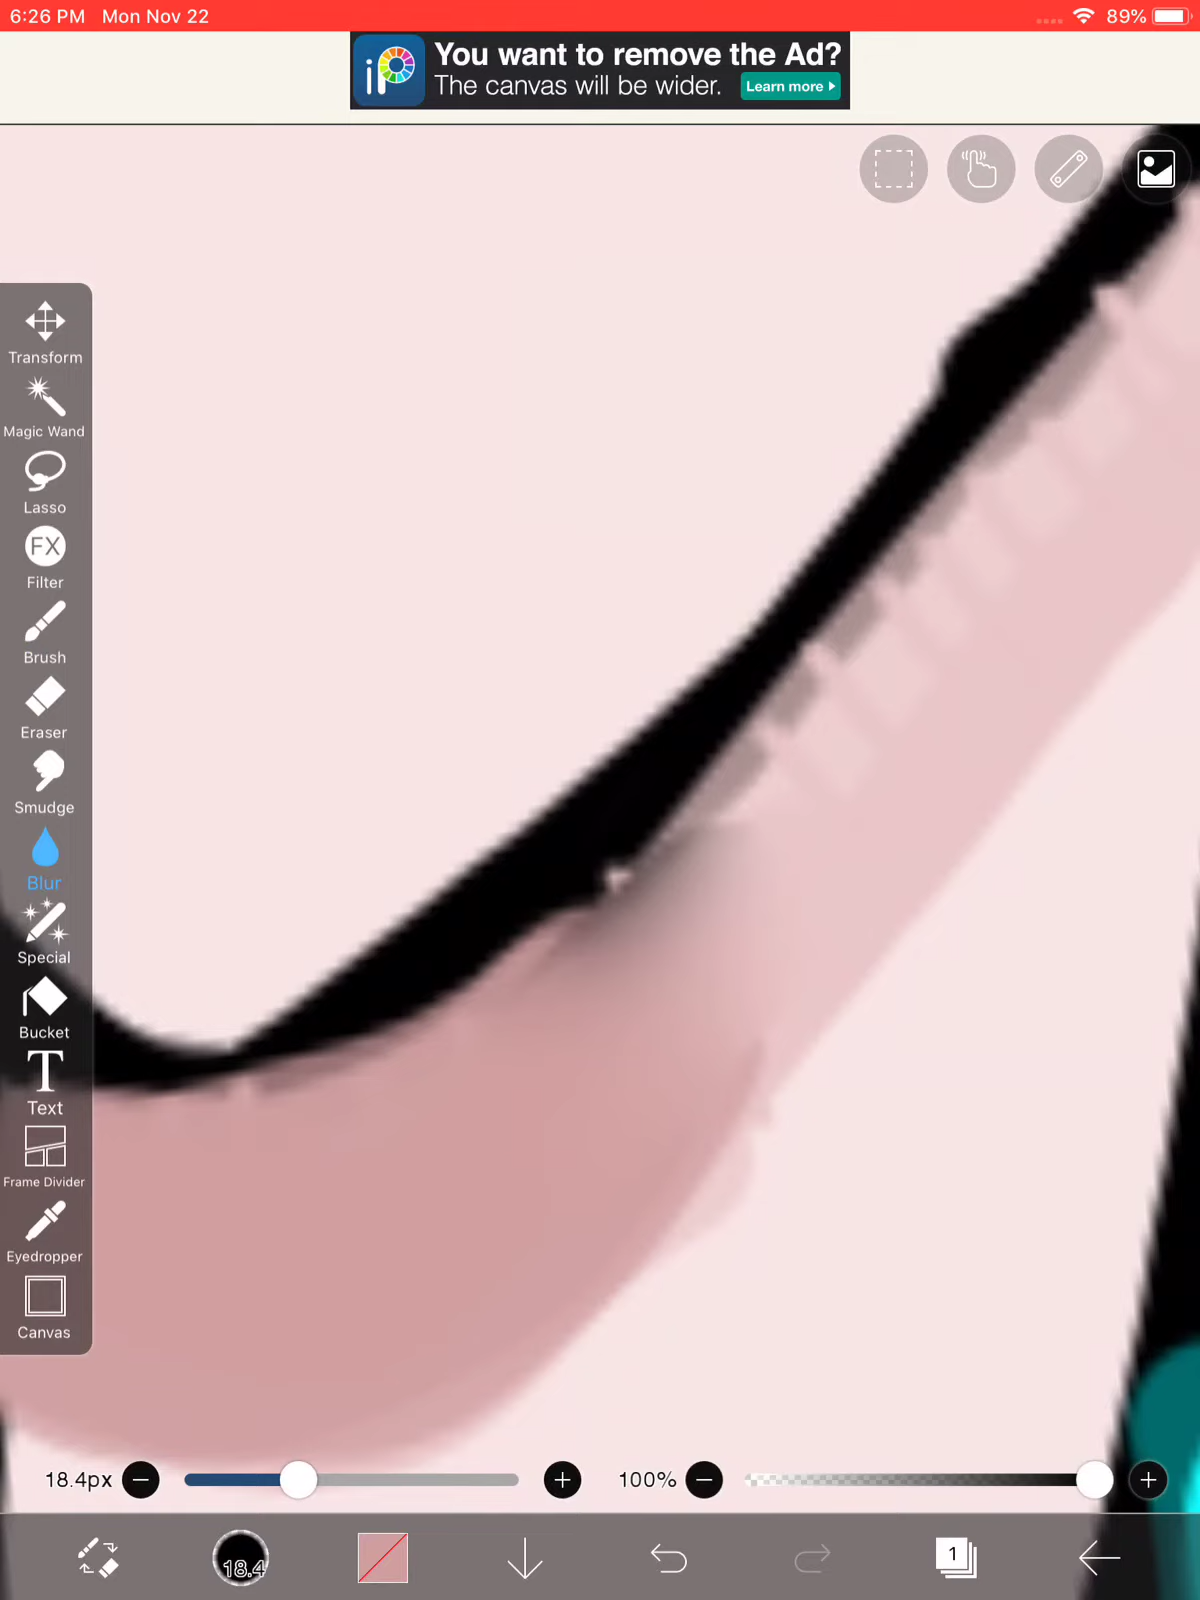 6:26 PM Mon Nov 22
89%
iP
You want to remove the Ad?
The canvas will be wider.
Learn more
Transform
Magic Wand
Lasso
FX
Filter
Brush
Eraser
Smudge
Blur
Special
Bucket
T
Text
Frame Divider
Eyedropper
Canvas
18.4px
100%
18.4
1